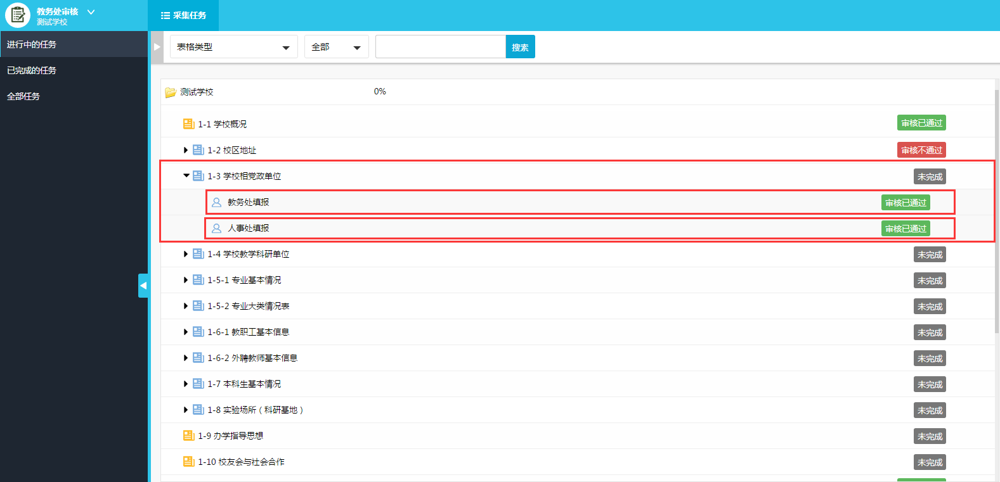 教务处审核
测试学校
采集任务
进行中的任务
已完成的任务
全部任务
表格类型
全部
搜索
测试学校 0%
1-1 学校概况 审核已通过
1-2 校区地址 审核不通过
1-3 学校相党政单位 未完成
教务处填报 审核已通过
人事处填报 审核已通过
1-4 学校教学科研单位 未完成
1-5-1 专业基本情况 未完成
1-5-2 专业大类情况表 未完成
1-6-1 教职工基本信息 未完成
1-6-2 外聘教师基本信息 未完成
1-7 本科生基本情况 未完成
1-8 实验场所（科研基地） 未完成
1-9 办学指导思想 未完成
1-10 校友会与社会合作 未完成